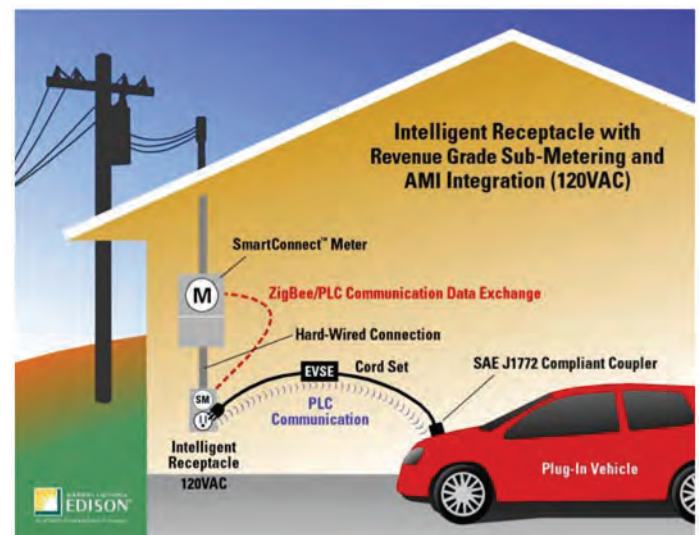 Intelligent Receptacle with
Revenue Grade Sub-Metering and
AMI Integration (120VAC)
SmartConnect™ Meter
M
ZigBee/PLC Communication Data Exchange
Hard-Wired Connection
EVSE
Cord Set
SAE J1772 Compliant Coupler
SM
PLC
Communication
Intelligent
Receptacle
120VAC
Plug-In Vehicle
SOUTHERN CALIFORNIA
EDISON